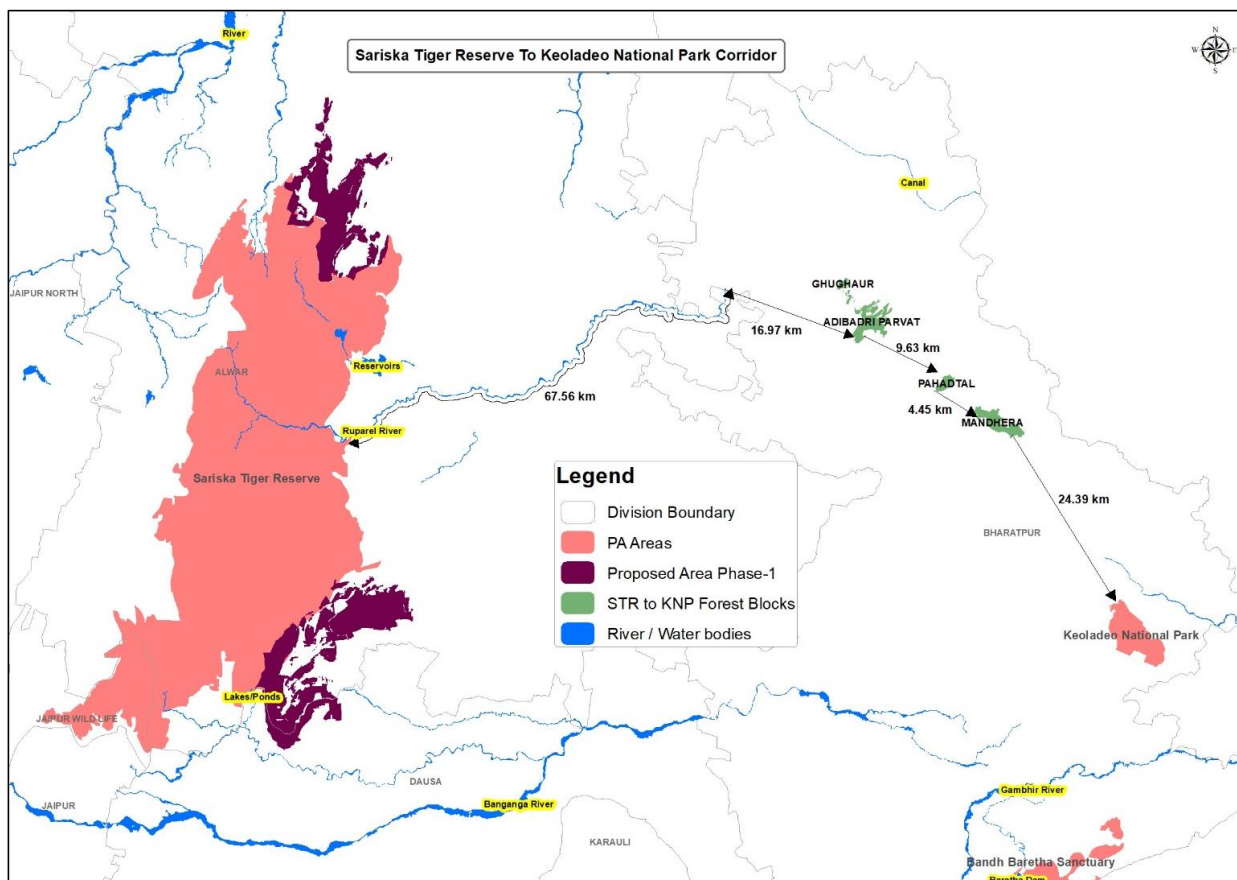 River
Sariska Tiger Reserve To Keoladeo National Park Corridor
N
W
E
S
Canal
GHUGHAUR
JAIPUR NORTH
ADIBADRI PARVAT
16.97 km
9.63 km
Reservoirs
ALWAR
PAHADTAL
67.56 km
4.45 km
MANDHERA
Ruparel River
Sariska Tiger Reserve
Legend
Division Boundary
PA Areas
Proposed Area Phase-1
STR to KNP Forest Blocks
River / Water bodies
24.39 km
BHARATPUR
Keoladeo National Park
Lakes/Ponds
JAIPUR WILD LIFE
DAUSA
JAIPUR
Banganga River
Gambhir River
KARAULI
Bandh Baretha Sanctuary
Baretha Dam